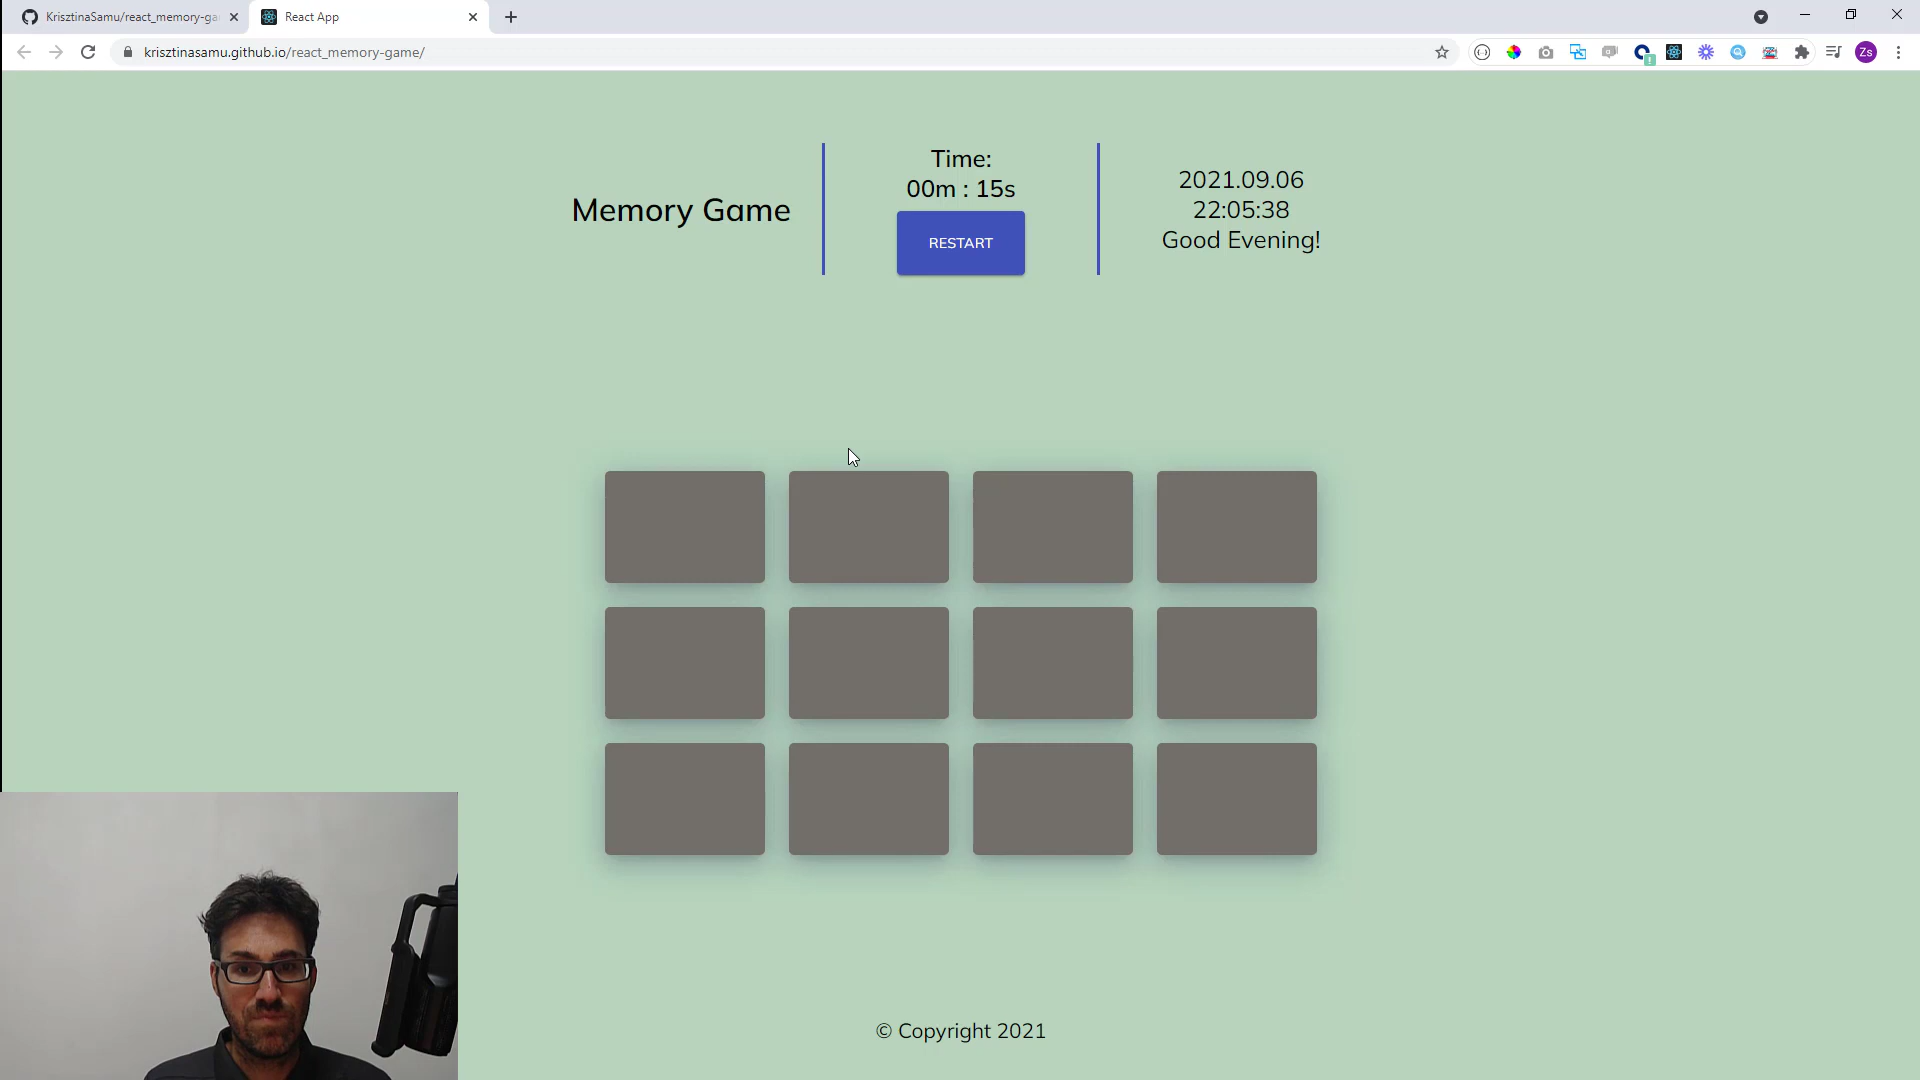 KrisztinaSamu/react_memory-ga
React App
krisztinasamu.github.io/react_memory-game/
Zs
Memory Game
Time:
00m : 15s
RESTART
2021.09.06
22:05:38
Good Evening!
© Copyright 2021